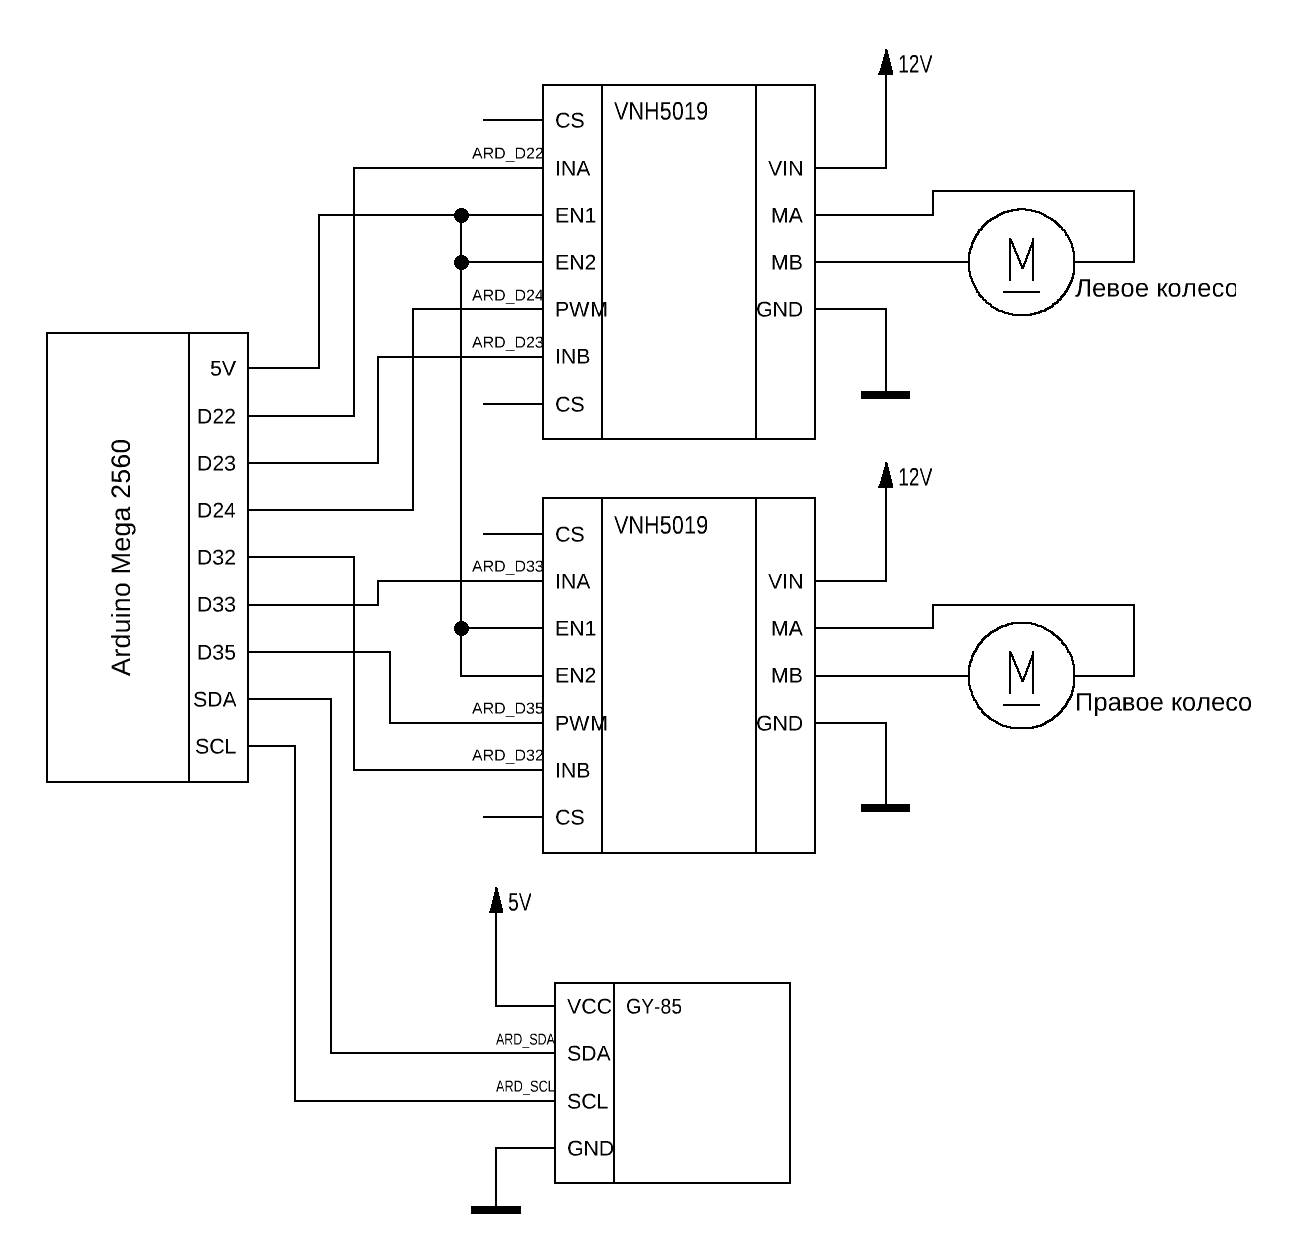 Arduino Mega 2560
5V
D22
D23
D24
D32
D33
D35
SDA
SCL
12V
VNH5019
CS
ARD_D22
INA
EN1
EN2
ARD_D24
PWM
ARD_D23
INB
CS
VIN
MA
MB
GND
M
Левое колесо
12V
VNH5019
CS
ARD_D33
INA
EN1
EN2
ARD_D35
PWM
ARD_D32
INB
CS
VIN
MA
MB
GND
M
Правое колесо
5V
GY-85
VCC
ARD_SDA
SDA
ARD_SCL
SCL
GND